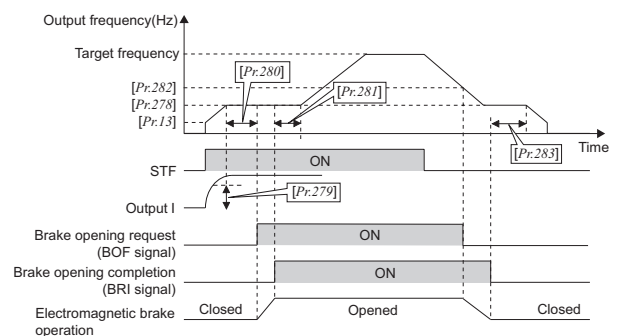 Output frequency(Hz)
Target frequency
[Pr.280]
[Pr.282]
[Pr.281]
[Pr.278]
[Pr.13]
Time
[Pr.283]
STF
ON
[Pr.279]
Output I
Brake opening request
(BOF signal)
ON
Brake opening completion
(BRI signal)
ON
Electromagnetic brake
operation
Closed
Opened
Closed